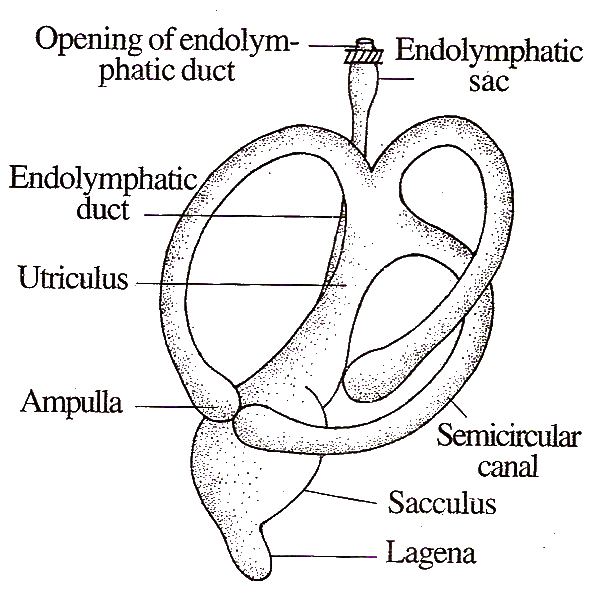 Opening of endolym-
phatic duct
Endolymphatic
sac
Endolymphatic
duct
Utriculus
Ampulla
Semicircular
canal
Sacculus
Lagena